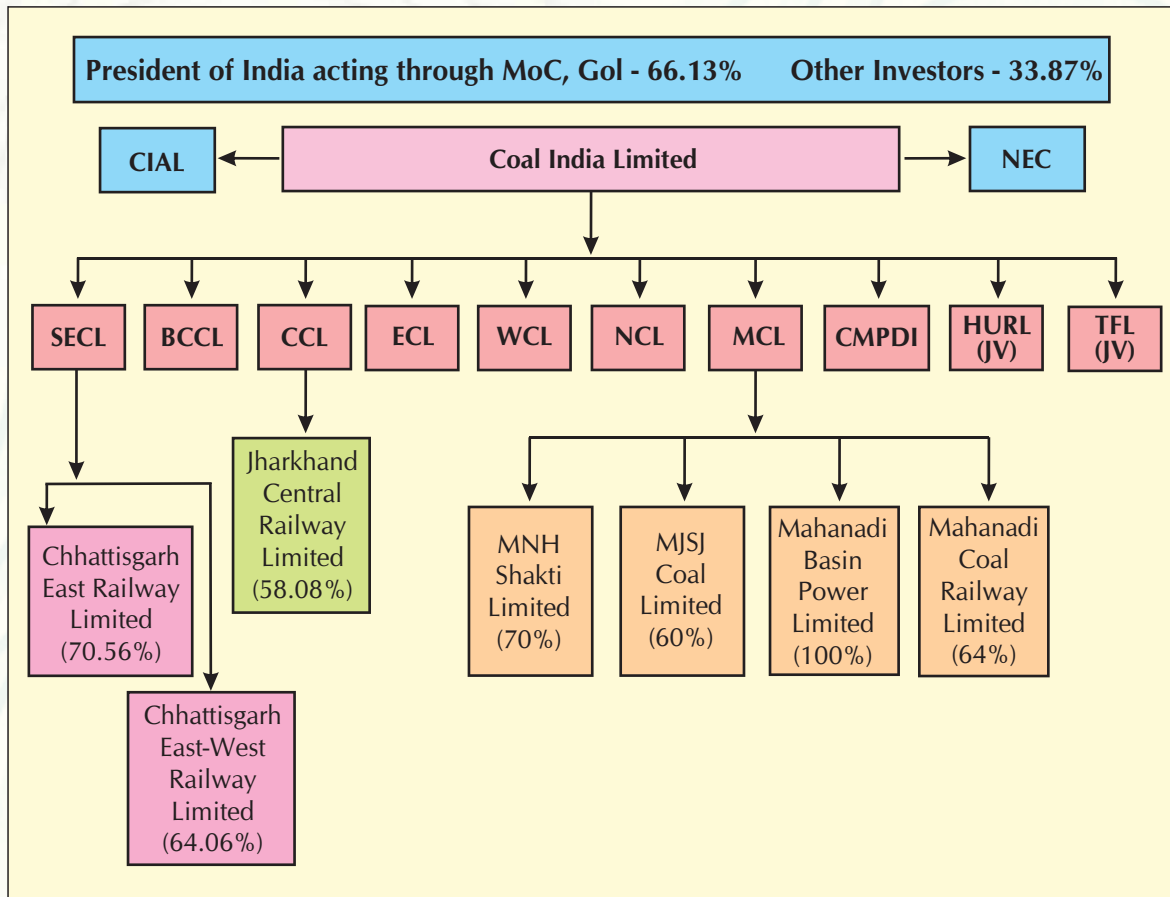 President of India acting through MoC, GoI - 66.13% Other Investors - 33.87%
CIAL
Coal India Limited
NEC
SECL
BCCL
CCL
ECL
WCL
NCL
MCL
CMPDI
HURL
(JV)
TFL
(JV)
Chhattisgarh
East Railway
Limited
(70.56%)
Chhattisgarh
East-West
Railway
Limited
(64.06%)
Jharkhand
Central
Railway
Limited
(58.08%)
MNH
Shakti
Limited
(70%)
MJSJ
Coal
Limited
(60%)
Mahanadi
Basin
Power
Limited
(100%)
Mahanadi
Coal
Railway
Limited
(64%)